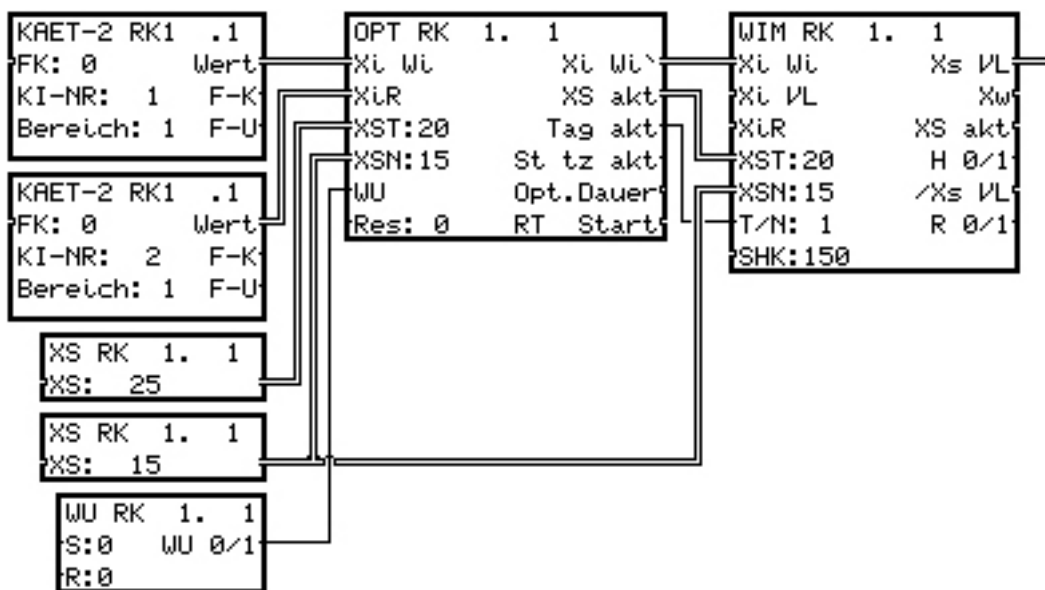 KAET-2 RK1 .1
FK: 0 Wert
KI-NR: 1 F-K
Bereich: 1 F-U
KAET-2 RK1 .1
FK: 0 Wert
KI-NR: 2 F-K
Bereich: 1 F-U
XS RK 1. 1
XS: 25
XS RK 1. 1
XS: 15
WU RK 1. 1
S:0 WU 0/1
R:0
OPT RK 1. 1
Xi Wi Xi Wi`
XiR XS akt
XST:20 Tag akt
XSN:15 St tz akt
WU Opt.Dauer
Res: 0 RT Start
WIM RK 1. 1
Xi Wi Xs VL
Xi VL Xw
XiR XS akt
XST:20 H 0/1
XSN:15 /Xs VL
T/N: 1 R 0/1
SHK:150